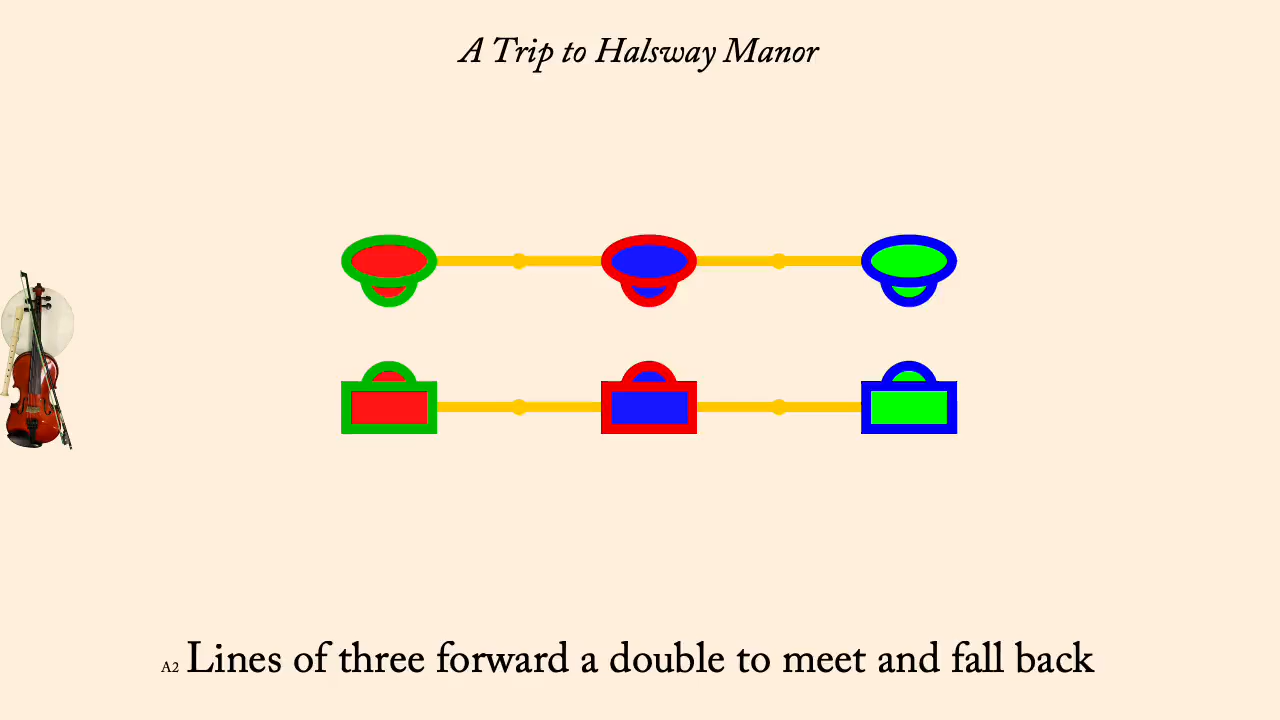 A Trip to Halsway Manor
A2 Lines of three forward a double to meet and fall back